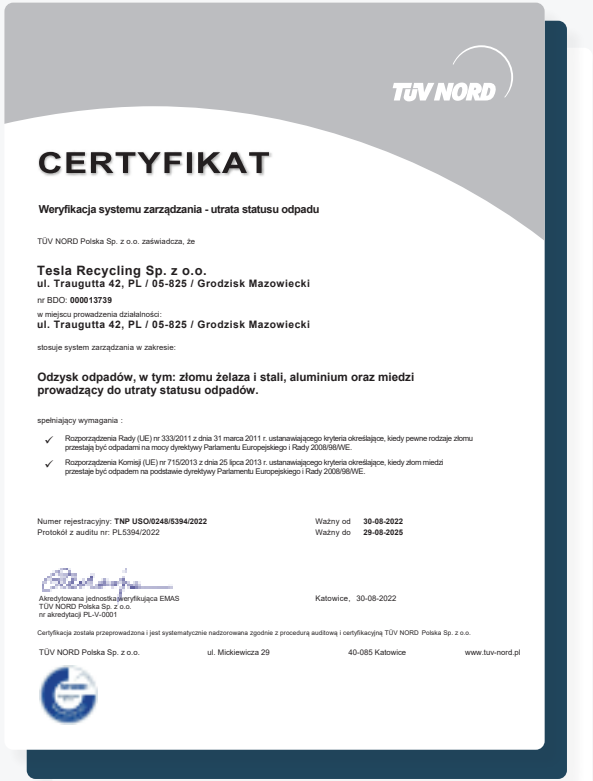 TÜV NORD
CERTYFIKAT
Weryfikacja systemu zarządzania - utrata statusu odpadu
TÜV NORD Polska Sp. z o.o. zaświadcza, że
Tesla Recycling Sp. z o.o.
ul. Traugutta 42, PL / 05-825 / Grodzisk Mazowiecki
nr BDO: 000013739
w miejscu prowadzenia działalności:
ul. Traugutta 42, PL / 05-825 / Grodzisk Mazowiecki
stosuje system zarządzania w zakresie:
Odzysk odpadów, w tym: złomu żelaza i stali, aluminium oraz miedzi
prowadzący do utraty statusu odpadów.
spełniający wymagania :
✓ Rozporządzenia Rady (UE) nr 333/2011 z dnia 31 marca 2011 r. ustanawiającego kryteria określające, kiedy pewne rodzaje złomu
przestają być odpadami na mocy dyrektywy Parlamentu Europejskiego i Rady 2008/98/WE.
✓ Rozporządzenia Komisji (UE) nr 715/2013 z dnia 25 lipca 2013 r. ustanawiającego kryteria określające, kiedy złom miedzi
przestaje być odpadem na podstawie dyrektywy Parlamentu Europejskiego i Rady 2008/98/WE.
Numer rejestracyjny: TNP USO/0248/5394/2022 Ważny od 30-08-2022
Protokół z auditu nr: PL5394/2022 Ważny do 29-08-2025
Akredytowana jednostka weryfikująca EMAS Katowice, 30-08-2022
TÜV NORD Polska Sp. z o.o.
nr akredytacji PL-V-0001
Certyfikacja została przeprowadzona i jest systematycznie nadzorowana zgodnie z procedurą auditową i certyfikacyjną TÜV NORD Polska Sp. z o.o.
TÜV NORD Polska Sp. z o.o. ul. Mickiewicza 29 40-085 Katowice www.tuv-nord.pl